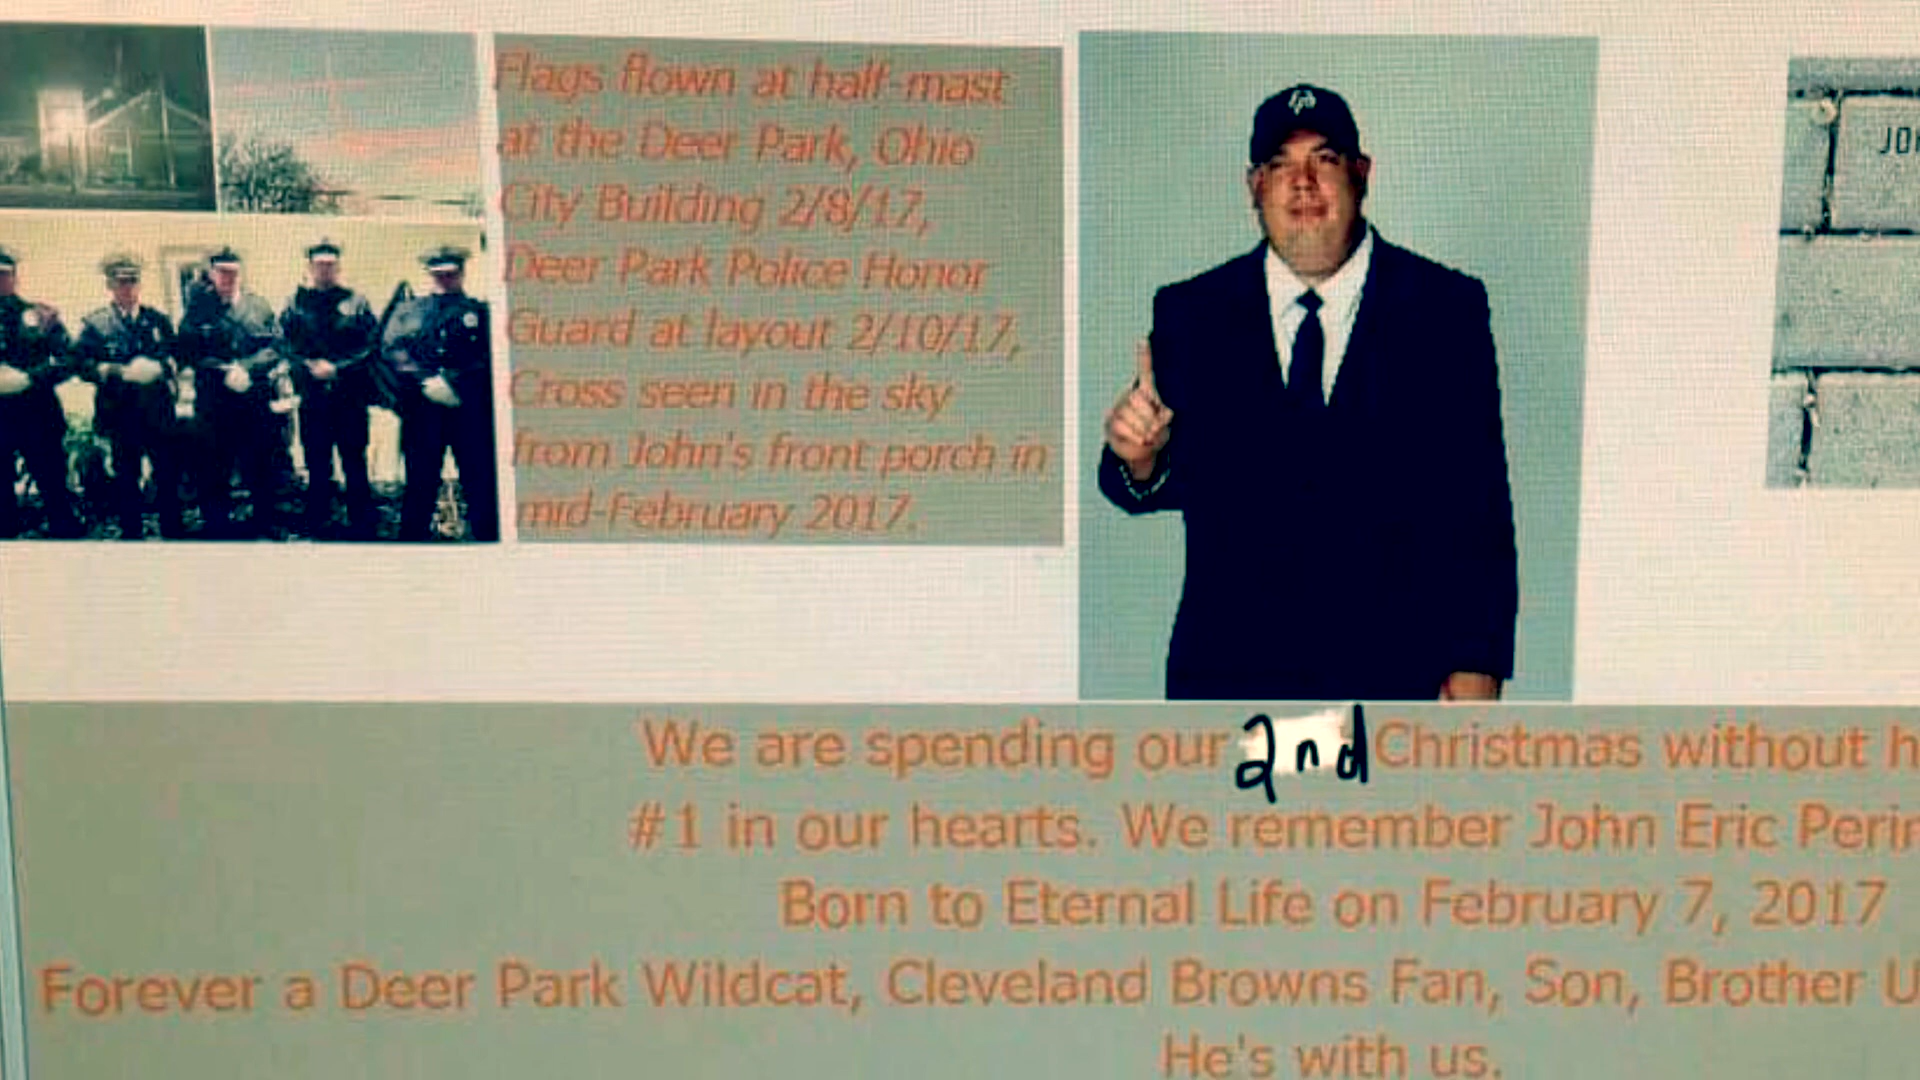 Flags flown at half-mast
at the Deer Park, Ohio
City Building 2/8/17,
Deer Park Police Honor
Guard at layout 2/10/17,
Cross seen in the sky
from John's front porch in
mid-February 2017.
DP
JO
We are spending our 2nd Christmas without h
#1 in our hearts. We remember John Eric Perin
Born to Eternal Life on February 7, 2017
Forever a Deer Park Wildcat, Cleveland Browns Fan, Son, Brother U
He's with us.